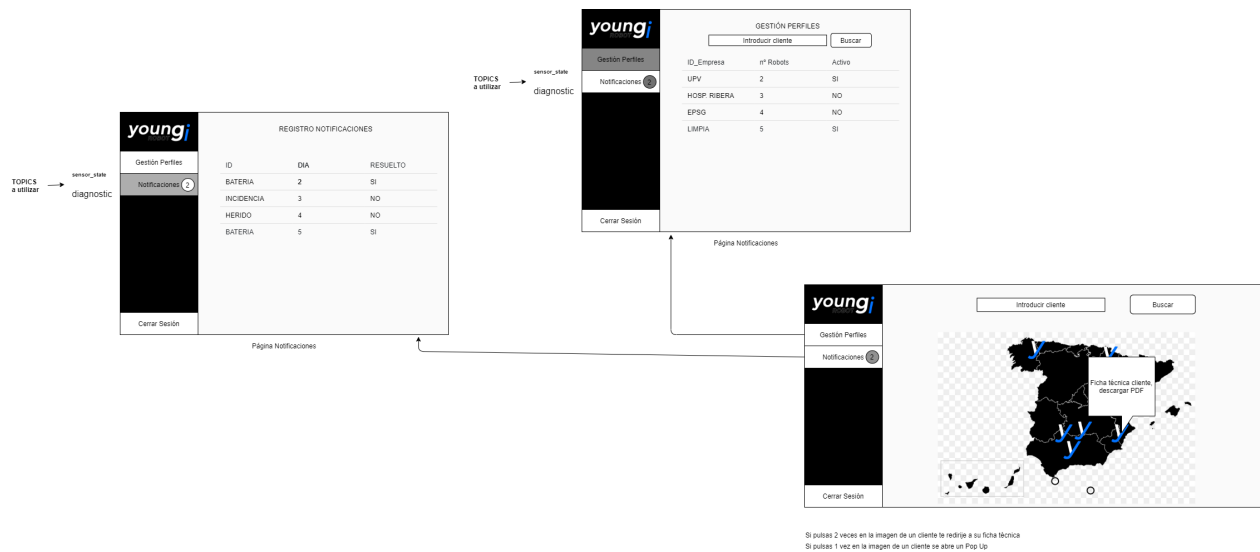 youngi
ROBOT
GESTIÓN PERFILES
Introducir cliente
Buscar
Gestión Perfiles
Notificaciones 2
Cerrar Sesión
ID_Empresa nº Robots Activo
UPV 2 SI
HOSP. RIBERA 3 NO
EPSG 4 NO
LIMPIA 5 SI
TOPICS
a utilizar
sensor_state
diagnostic
Página Notificaciones
youngi
ROBOT
REGISTRO NOTIFICACIONES
Gestión Perfiles
Notificaciones 2
Cerrar Sesión
ID DIA RESUELTO
BATERIA 2 SI
INCIDENCIA 3 NO
HERIDO 4 NO
BATERIA 5 SI
TOPICS
a utilizar
sensor_state
diagnostic
Página Notificaciones
youngi
ROBOT
Introducir cliente
Buscar
Gestión Perfiles
Notificaciones 2
Cerrar Sesión
Ficha técnica cliente,
descargar PDF
Si pulsas 2 veces en la imagen de un cliente te redirije a su ficha técnica
Si pulsas 1 vez en la imagen de un cliente se abre un Pop Up